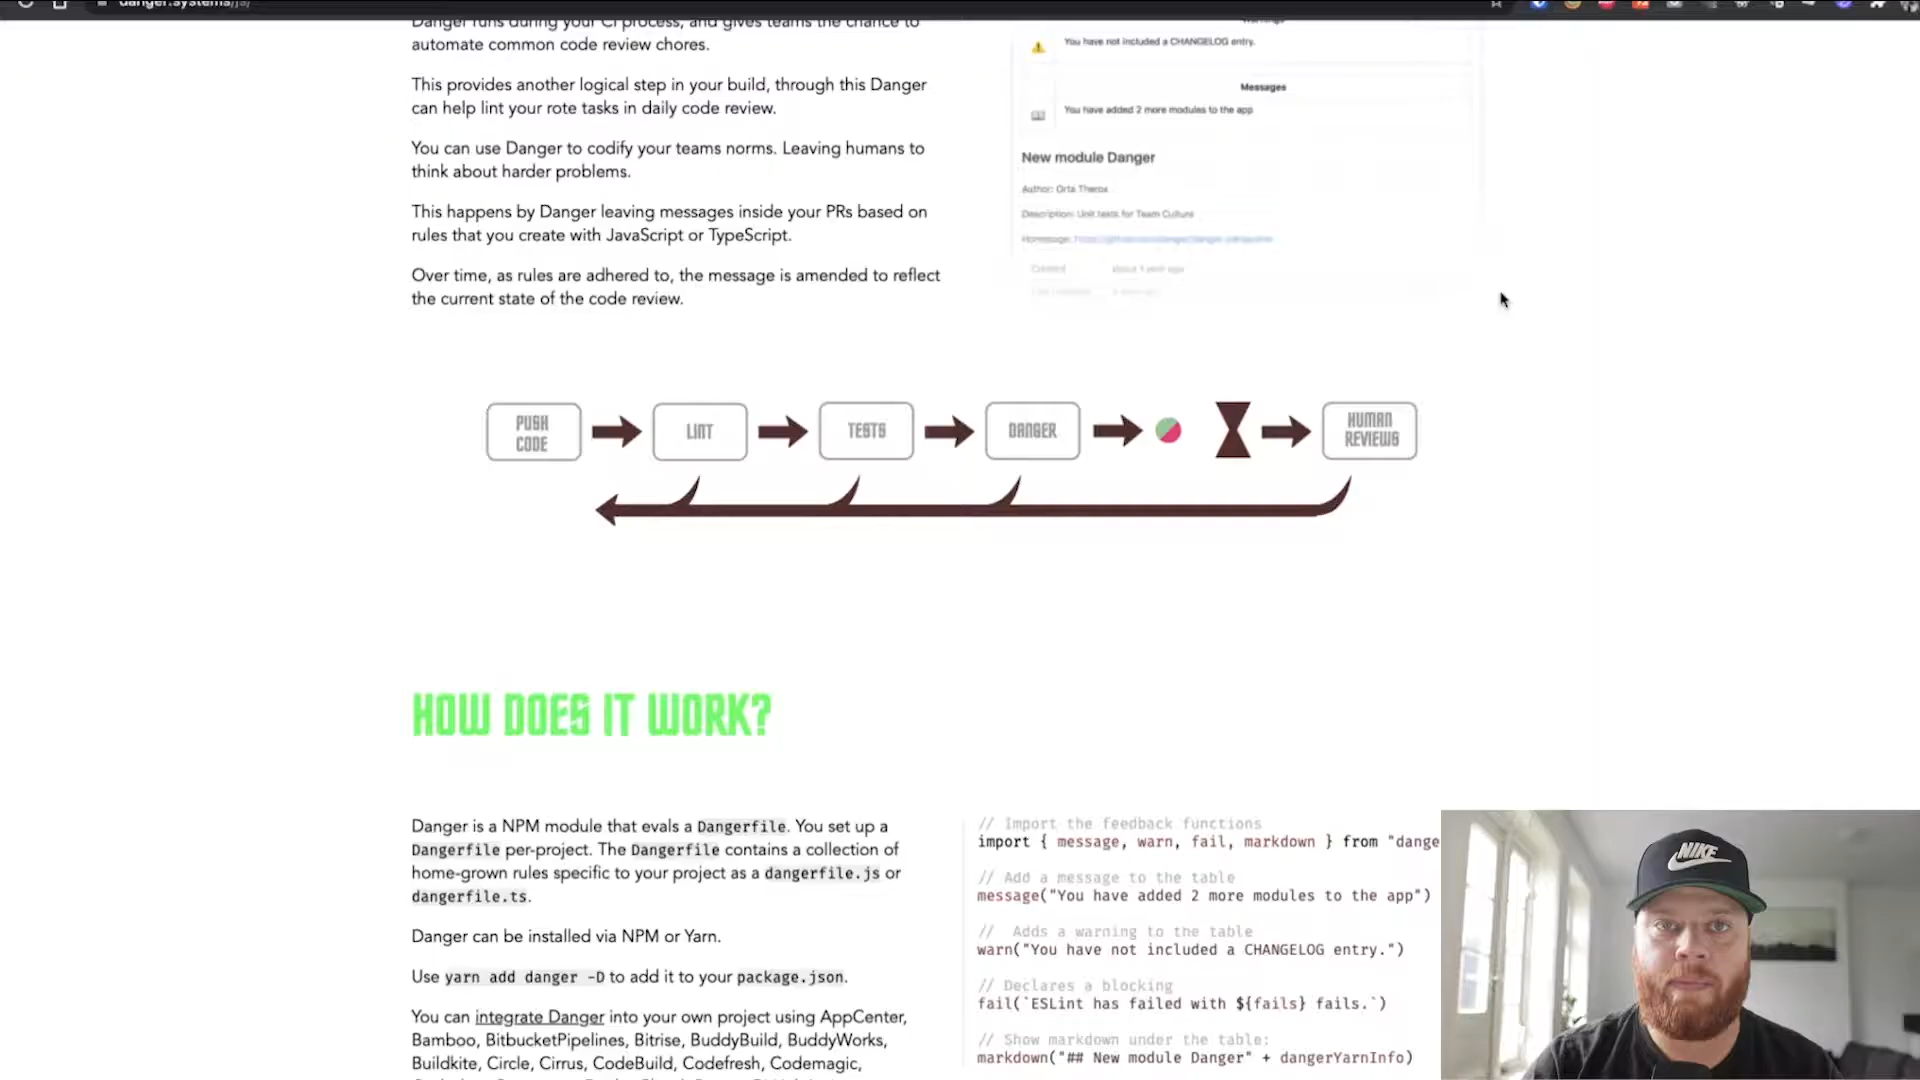 danger.systems/js/
Danger runs during your CI process, and gives teams the chance to
automate common code review chores.
This provides another logical step in your build, through this Danger
can help lint your rote tasks in daily code review.
You can use Danger to codify your teams norms. Leaving humans to
think about harder problems.
This happens by Danger leaving messages inside your PRs based on
rules that you create with JavaScript or TypeScript.
Over time, as rules are adhered to, the message is amended to reflect
the current state of the code review.
You have not included a CHANGELOG entry.
Messages
You have added 2 more modules to the app
New module Danger
Author: Orta Therox
Description: Unit tests for Team Culture
Homepage:
Created about 1 year ago
PUSH
CODE
LINT
TESTS
DANGER
HUMAN
REVIEWS
HOW DOES IT WORK?
Danger is a NPM module that evals a Dangerfile. You set up a
Dangerfile per-project. The Dangerfile contains a collection of
home-grown rules specific to your project as a dangerfile.js or
dangerfile.ts.
Danger can be installed via NPM or Yarn.
Use yarn add danger -D to add it to your package.json.
You can integrate Danger into your own project using AppCenter,
Bamboo, BitbucketPipelines, Bitrise, BuddyBuild, BuddyWorks,
Buildkite, Circle, Cirrus, CodeBuild, Codefresh, Codemagic,
// Import the feedback functions
import { message, warn, fail, markdown } from "dange
// Add a message to the table
message("You have added 2 more modules to the app")
// Adds a warning to the table
warn("You have not included a CHANGELOG entry.")
// Declares a blocking
fail(`ESLint has failed with ${fails} fails.`)
// Show markdown under the table:
markdown("## New module Danger" + dangerYarnInfo)
NIKE